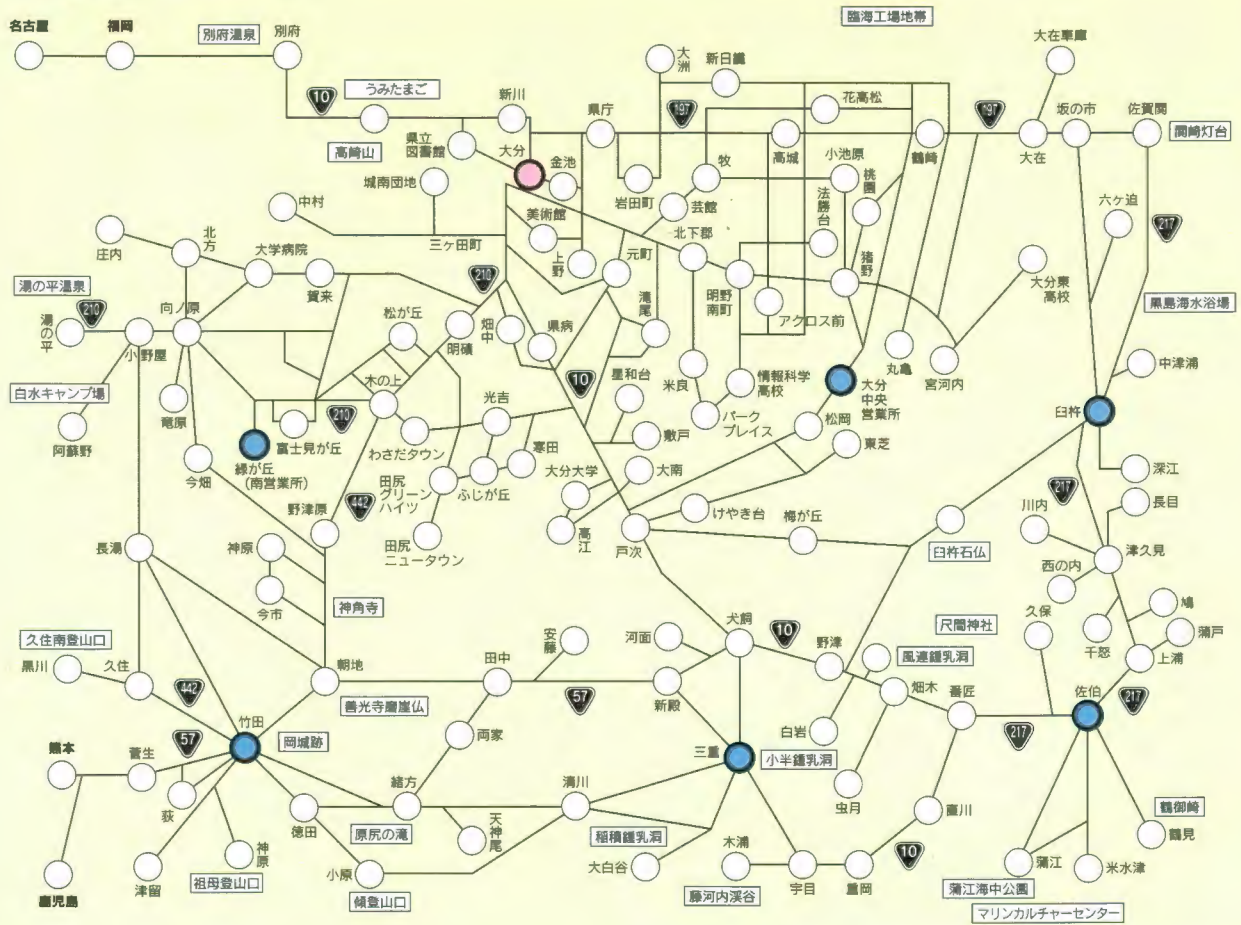 臨海工場地帯
名古屋
福岡
別府温泉
別府
大洲
新日鐵
大在車庫
10
うみたまご
新川
県庁
197
花高松
197
坂の市
佐賀関
関崎灯台
高崎山
県立
図書館
大分
金池
高城
小池原
鶴崎
大在
城南団地
牧
桃園
中村
美術館
岩田町
芸館
法勝台
六ヶ迫
三ヶ田町
上野
元町
北下郡
猪野
217
庄内
北方
大学病院
賀来
210
滝尾
明野
南町
アクロス前
大分東
高校
黒島海水浴場
湯の平温泉
210
向ノ原
松が丘
明磧
畑中
県病
湯の平
小野屋
10
星和台
米良
情報科学
高校
大分
中央
営業所
丸亀
宮河内
中津浦
白水キャンプ場
竜原
木の上
光吉
臼杵
210
パーク
プレイス
松岡
阿蘇野
富士見が丘
わさだタウン
寒田
敷戸
東芝
緑が丘
(南営業所)
今畑
442
田尻
グリーン
ハイツ
ふじが丘
大分大学
大南
深江
217
長目
野津原
けやき台
梅が丘
川内
田尻
ニュータウン
高江
戸次
臼杵石仏
長湯
神原
津久見
西の内
今市
神角寺
久保
鳩
久住南登山口
安藤
河面
犬飼
10
野津
尺間神社
千怒
蒲戸
黒川
久住
442
朝地
田中
風連鍾乳洞
上浦
57
新殿
畑木
番匠
佐伯
217
善光寺磨崖仏
竹田
岡城跡
両家
白岩
217
熊本
57
菅生
三重
小半鍾乳洞
荻
緒方
清川
虫月
直川
鶴御崎
徳田
原尻の滝
天神尾
稲積鍾乳洞
10
鶴見
神原
津留
祖母登山口
小原
大白谷
木浦
蒲江
米水津
鹿児島
傾登山口
藤河内渓谷
宇目
重岡
蒲江海中公園
マリンカルチャーセンター